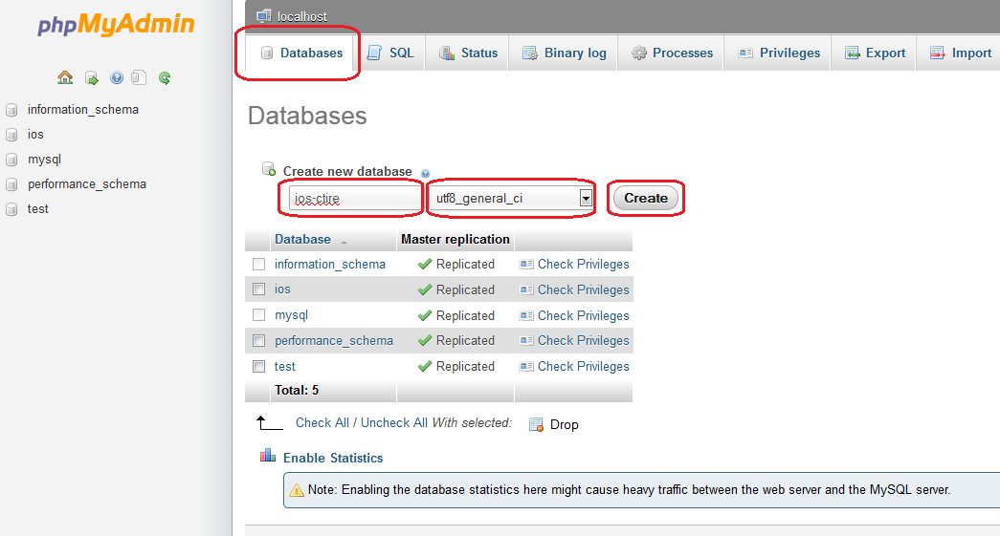 phpMyAdmin
information_schema
ios
mysql
performance_schema
test
localhost
Databases SQL Status Binary log Processes Privileges Export Import
Databases
Create new database
ios-ctire utf8_general_ci Create
Database Master replication
information_schema Replicated Check Privileges
ios Replicated Check Privileges
mysql Replicated Check Privileges
performance_schema Replicated Check Privileges
test Replicated Check Privileges
Total: 5
Check All / Uncheck All With selected: Drop
Enable Statistics
Note: Enabling the database statistics here might cause heavy traffic between the web server and the MySQL server.